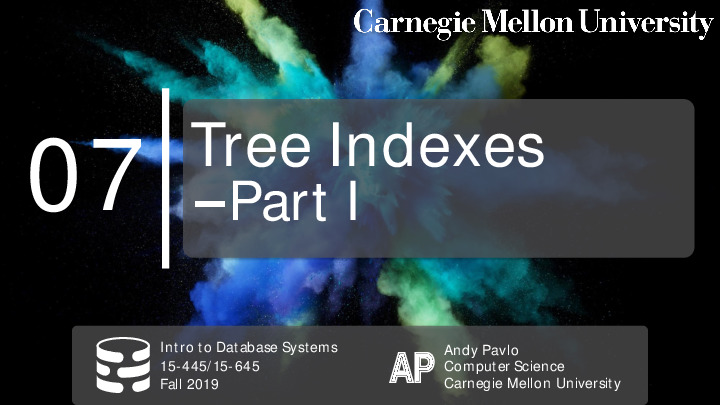 Carnegie Mellon University
07
Tree Indexes
–Part I
Intro to Database Systems
15-445/15-645
Fall 2019
AP
Andy Pavlo
Computer Science
Carnegie Mellon University